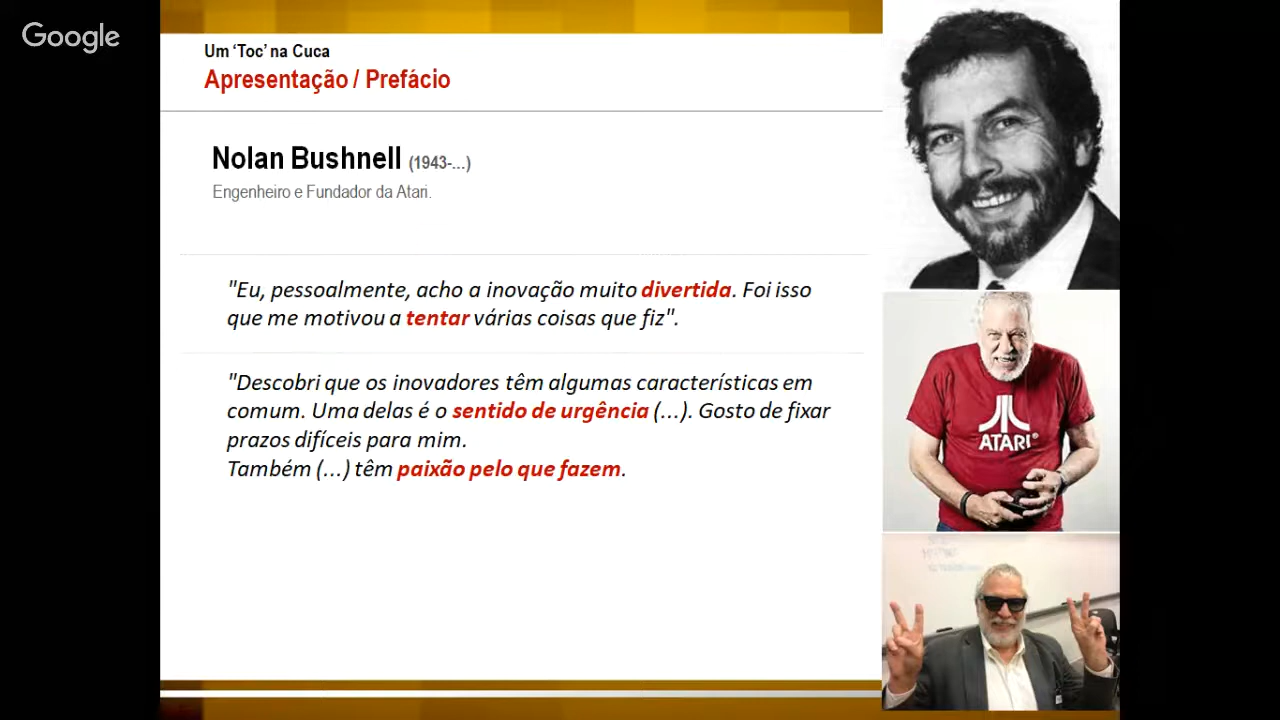 Google
Um ‘Toc’ na Cuca
Apresentação / Prefácio
Nolan Bushnell (1943-...)
Engenheiro e Fundador da Atari.
"Eu, pessoalmente, acho a inovação muito divertida. Foi isso
que me motivou a tentar várias coisas que fiz".
"Descobri que os inovadores têm algumas características em
comum. Uma delas é o sentido de urgência (...). Gosto de fixar
prazos difíceis para mim.
Também (...) têm paixão pelo que fazem.
ATARI®